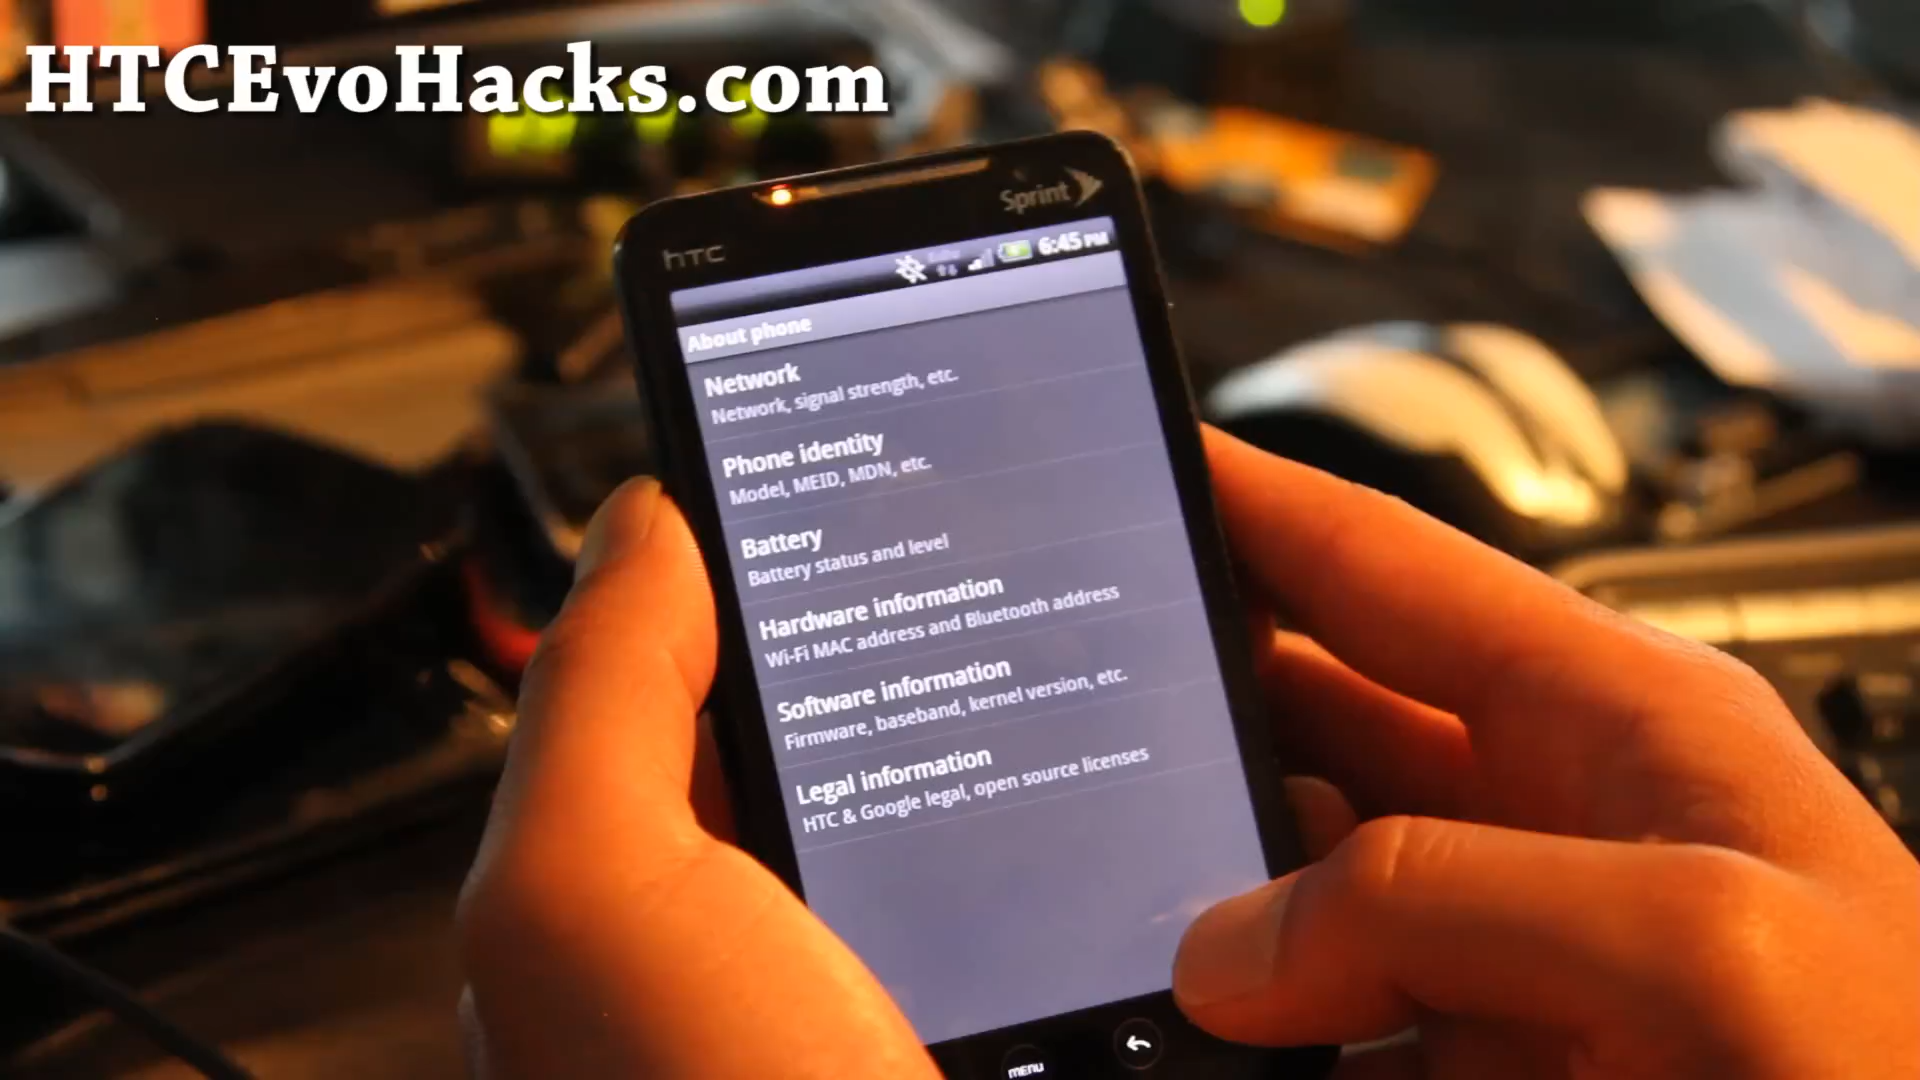 HTCEvoHacks.com
Sprint
hTC
6:45 PM
About phone
Network
Network, signal strength, etc.
Phone identity
Model, MEID, MDN, etc.
Battery
Battery status and level
Hardware information
Wi-Fi MAC address and Bluetooth address
Software information
Firmware, baseband, kernel version, etc.
Legal information
HTC & Google legal, open source licenses
menu